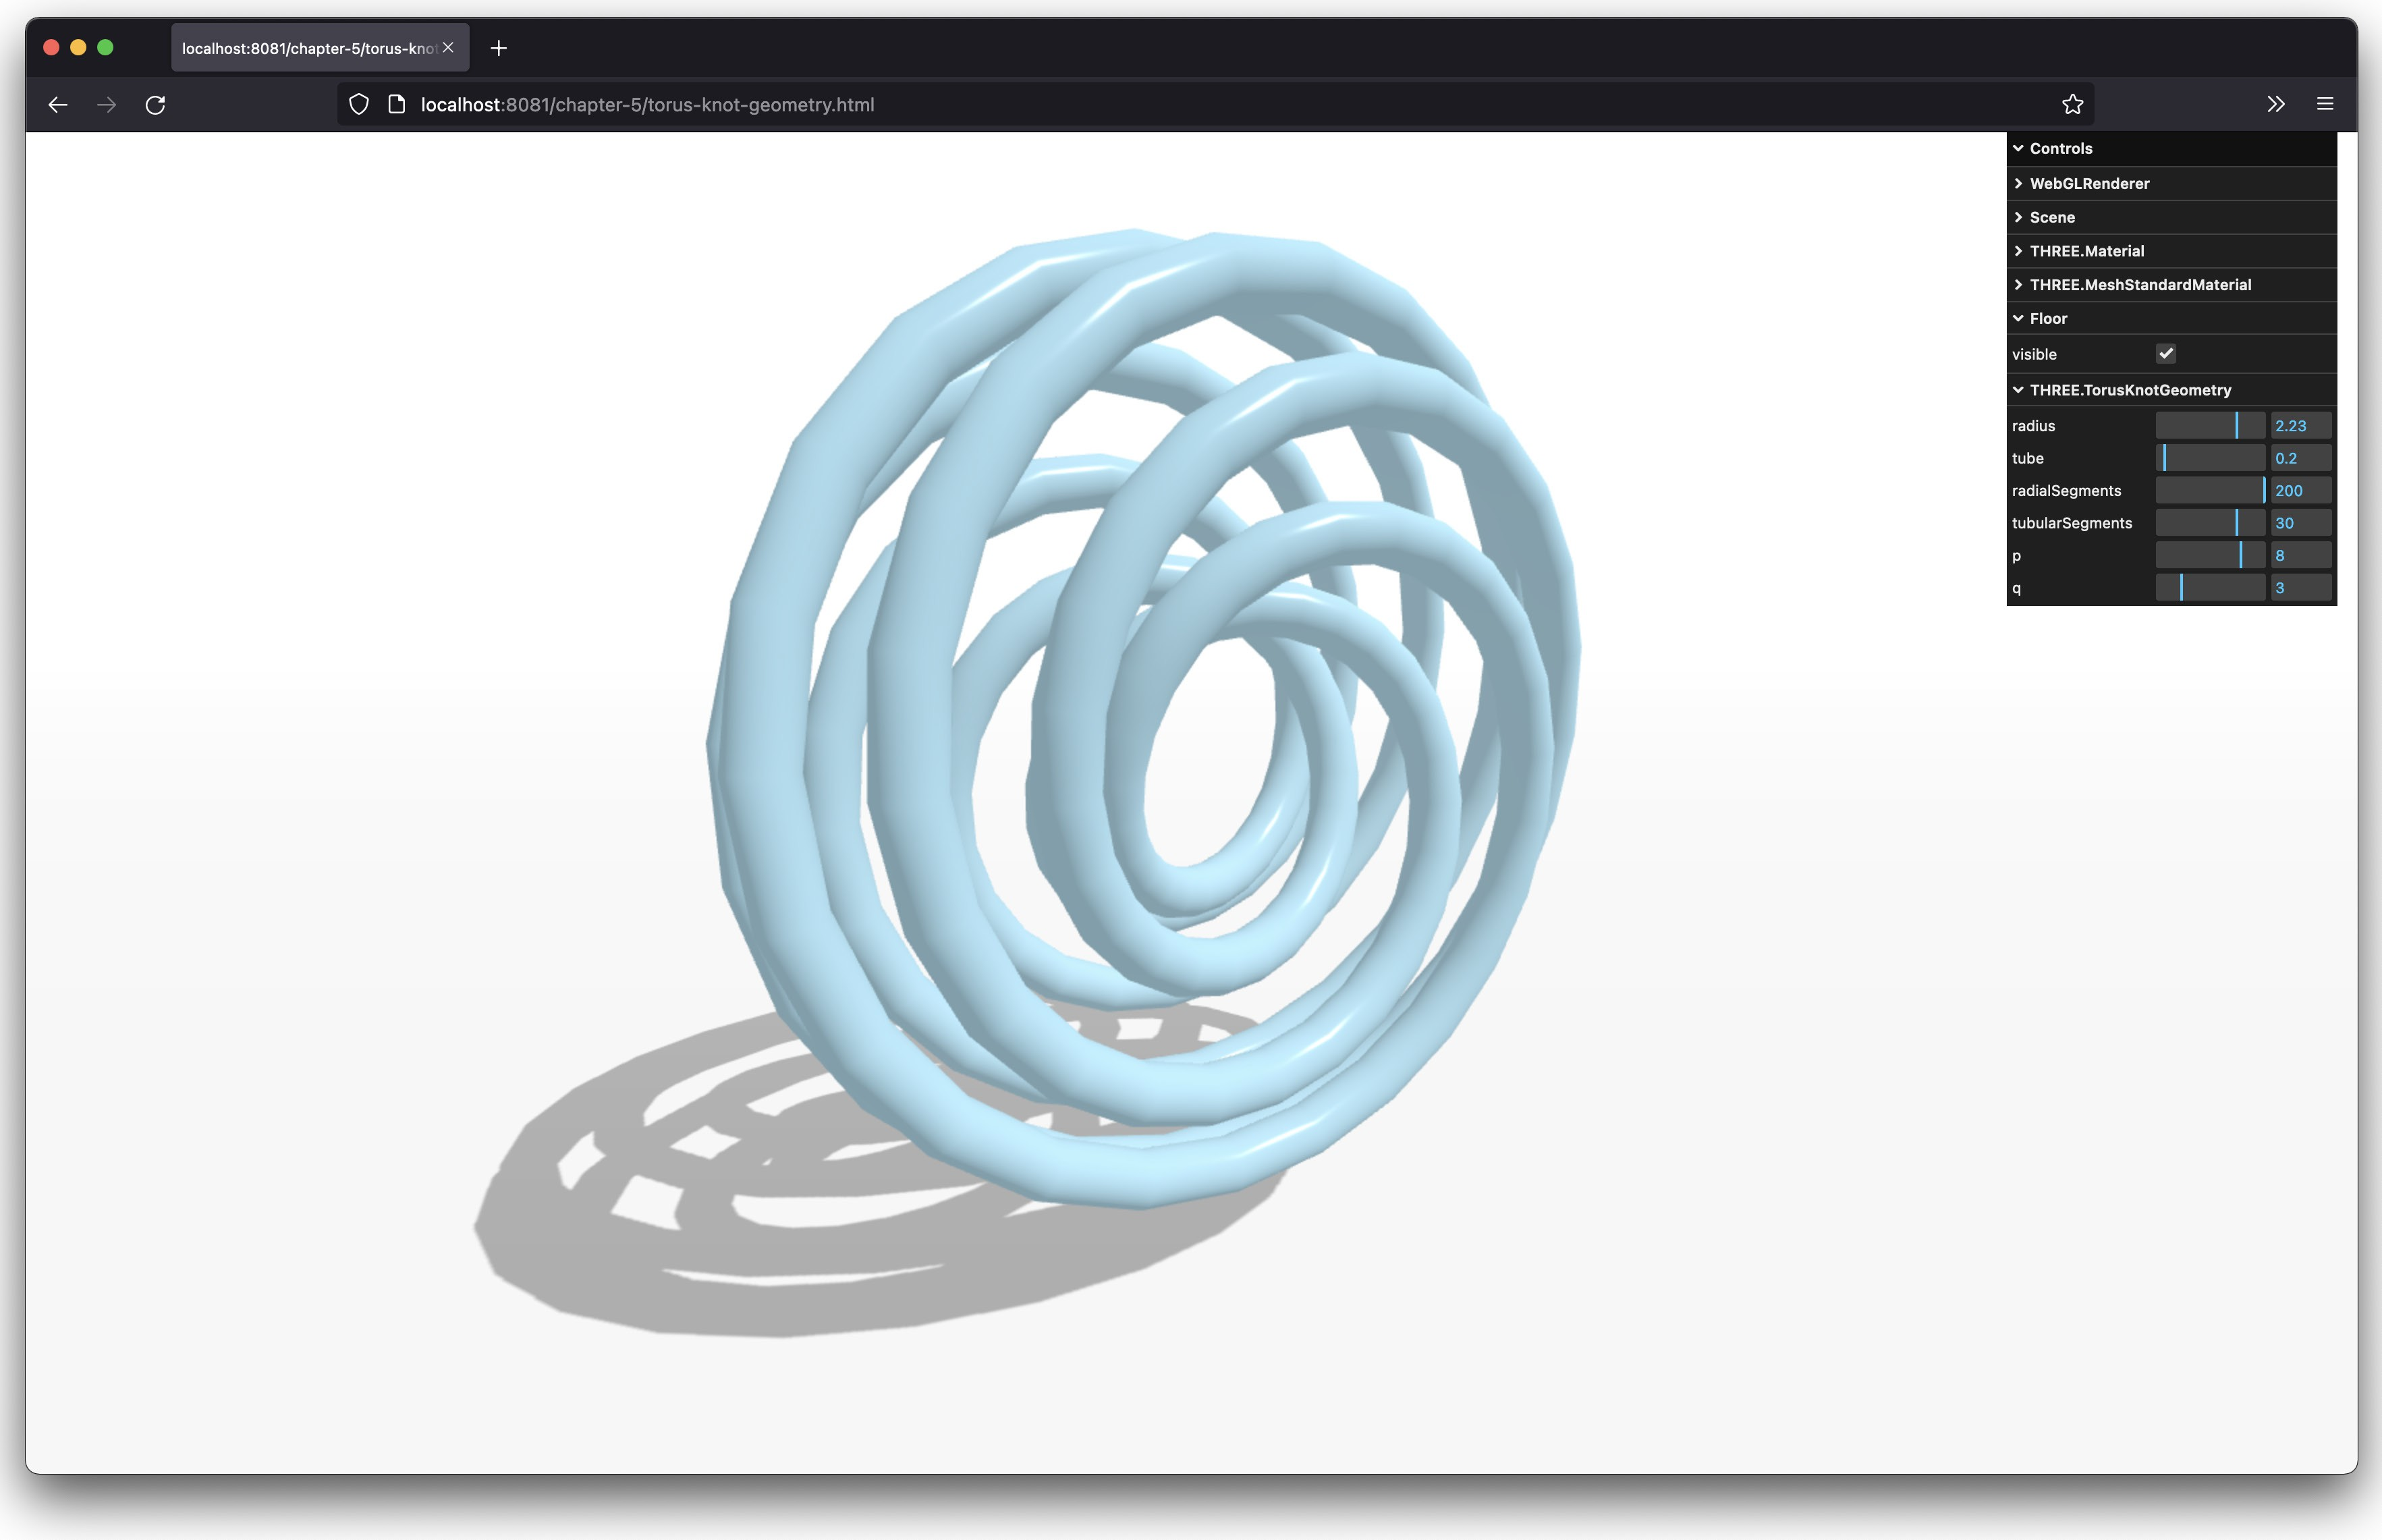 localhost:8081/chapter-5/torus-kno
localhost:8081/chapter-5/torus-knot-geometry.html
Controls
WebGLRenderer
Scene
THREE.Material
THREE.MeshStandardMaterial
Floor
visible
THREE.TorusKnotGeometry
radius 2.23
tube 0.2
radialSegments 200
tubularSegments 30
p 8
q 3